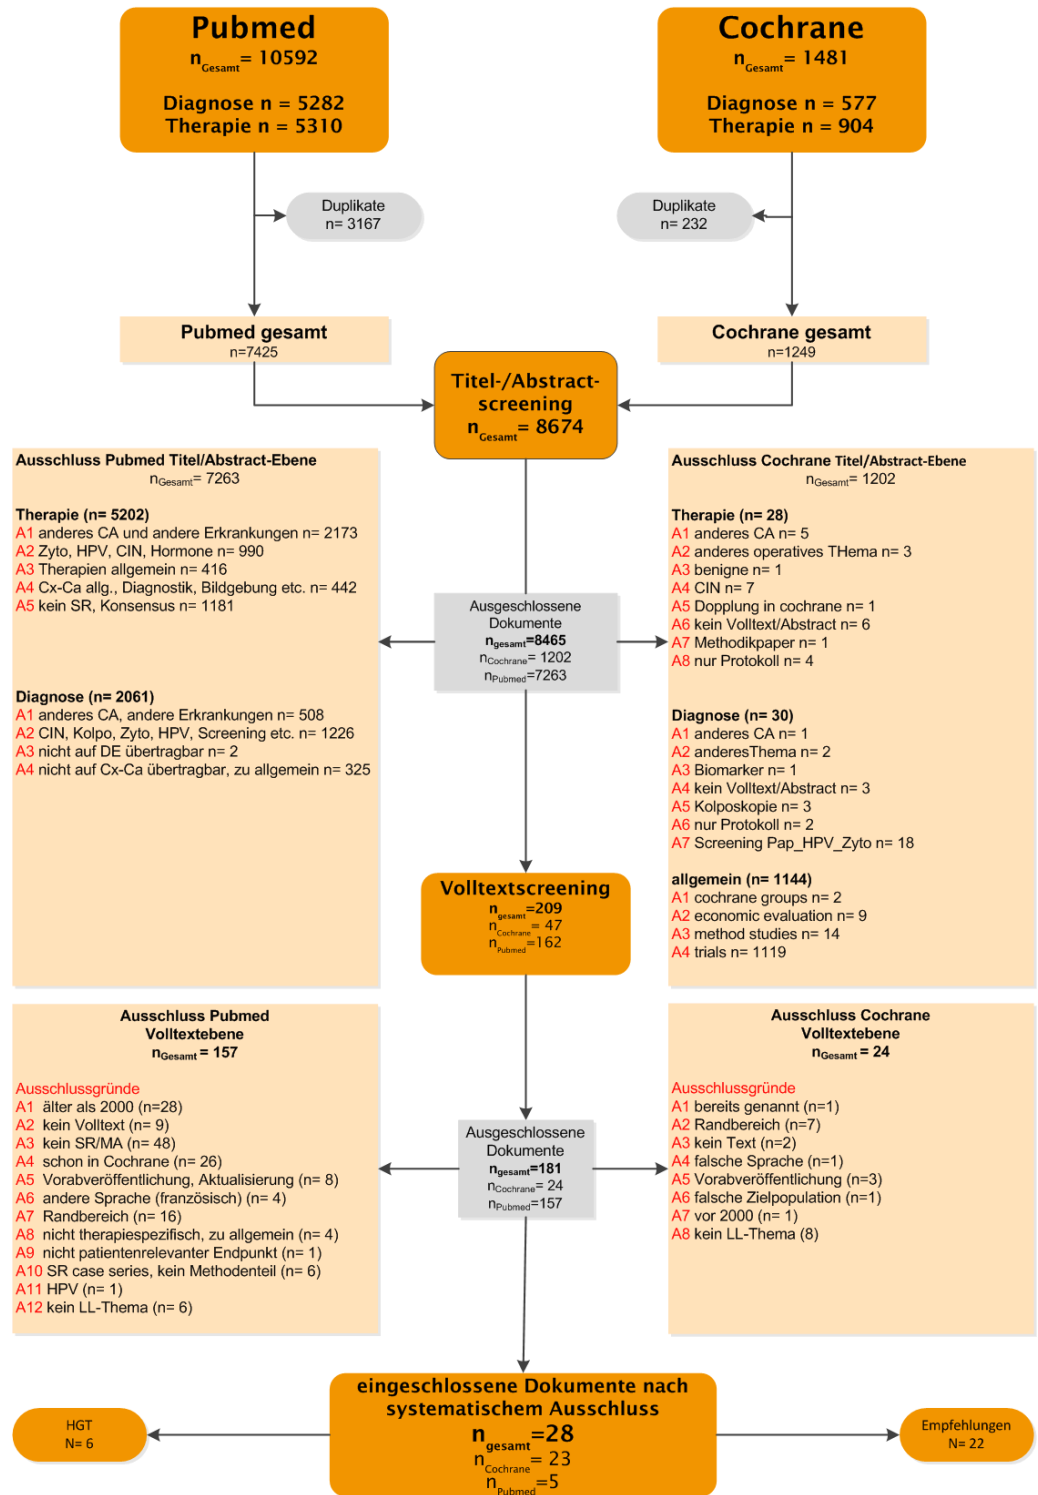 Pubmed
nGesamt= 10592
Diagnose n = 5282
Therapie n = 5310
Cochrane
nGesamt= 1481
Diagnose n = 577
Therapie n = 904
Duplikate
n= 3167
Duplikate
n= 232
Pubmed gesamt
n=7425
Cochrane gesamt
n=1249
Titel-/Abstract-
screening
nGesamt= 8674
Ausschluss Pubmed Titel/Abstract-Ebene
nGesamt= 7263
Therapie (n= 5202)
A1 anderes CA und andere Erkrankungen n= 2173
A2 Zyto, HPV, CIN, Hormone n= 990
A3 Therapien allgemein n= 416
A4 Cx-Ca allg., Diagnostik, Bildgebung etc. n= 442
A5 kein SR, Konsensus n= 1181
Diagnose (n= 2061)
A1 anderes CA, andere Erkrankungen n= 508
A2 CIN, Kolpo, Zyto, HPV, Screening etc. n= 1226
A3 nicht auf DE übertragbar n= 2
A4 nicht auf Cx-Ca übertragbar, zu allgemein n= 325
Ausgeschlossene
Dokumente
ngesamt=8465
nCochrane= 1202
nPubmed=7263
Ausschluss Cochrane Titel/Abstract-Ebene
nGesamt= 1202
Therapie (n= 28)
A1 anderes CA n= 5
A2 anderes operatives THema n= 3
A3 benigne n= 1
A4 CIN n= 7
A5 Dopplung in cochrane n= 1
A6 kein Volltext/Abstract n= 6
A7 Methodikpaper n= 1
A8 nur Protokoll n= 4
Diagnose (n= 30)
A1 anderes CA n= 1
A2 anderesThema n= 2
A3 Biomarker n= 1
A4 kein Volltext/Abstract n= 3
A5 Kolposkopie n= 3
A6 nur Protokoll n= 2
A7 Screening Pap_HPV_Zyto n= 18
allgemein (n= 1144)
A1 cochrane groups n= 2
A2 economic evaluation n= 9
A3 method studies n= 14
A4 trials n= 1119
Volltextscreening
ngesamt=209
nCochrane= 47
nPubmed=162
Ausschluss Pubmed
Volltextebene
nGesamt = 157
Ausschlussgründe
A1 älter als 2000 (n=28)
A2 kein Volltext (n= 9)
A3 kein SR/MA (n= 48)
A4 schon in Cochrane (n= 26)
A5 Vorabveröffentlichung, Aktualisierung (n= 8)
A6 andere Sprache (französisch) (n= 4)
A7 Randbereich (n= 16)
A8 nicht therapiespezifisch, zu allgemein (n= 4)
A9 nicht patientenrelevanter Endpunkt (n= 1)
A10 SR case series, kein Methodenteil (n= 6)
A11 HPV (n= 1)
A12 kein LL-Thema (n= 6)
Ausgeschlossene
Dokumente
ngesamt=181
nCochrane= 24
nPubmed=157
Ausschluss Cochrane
Volltextebene
nGesamt = 24
Ausschlussgründe
A1 bereits genannt (n=1)
A2 Randbereich (n=7)
A3 kein Text (n=2)
A4 falsche Sprache (n=1)
A5 Vorabveröffentlichung (n=3)
A6 falsche Zielpopulation (n=1)
A7 vor 2000 (n= 1)
A8 kein LL-Thema (8)
eingeschlossene Dokumente nach
systematischem Ausschluss
ngesamt=28
nCochrane= 23
nPubmed=5
HGT
N= 6
Empfehlungen
N= 22